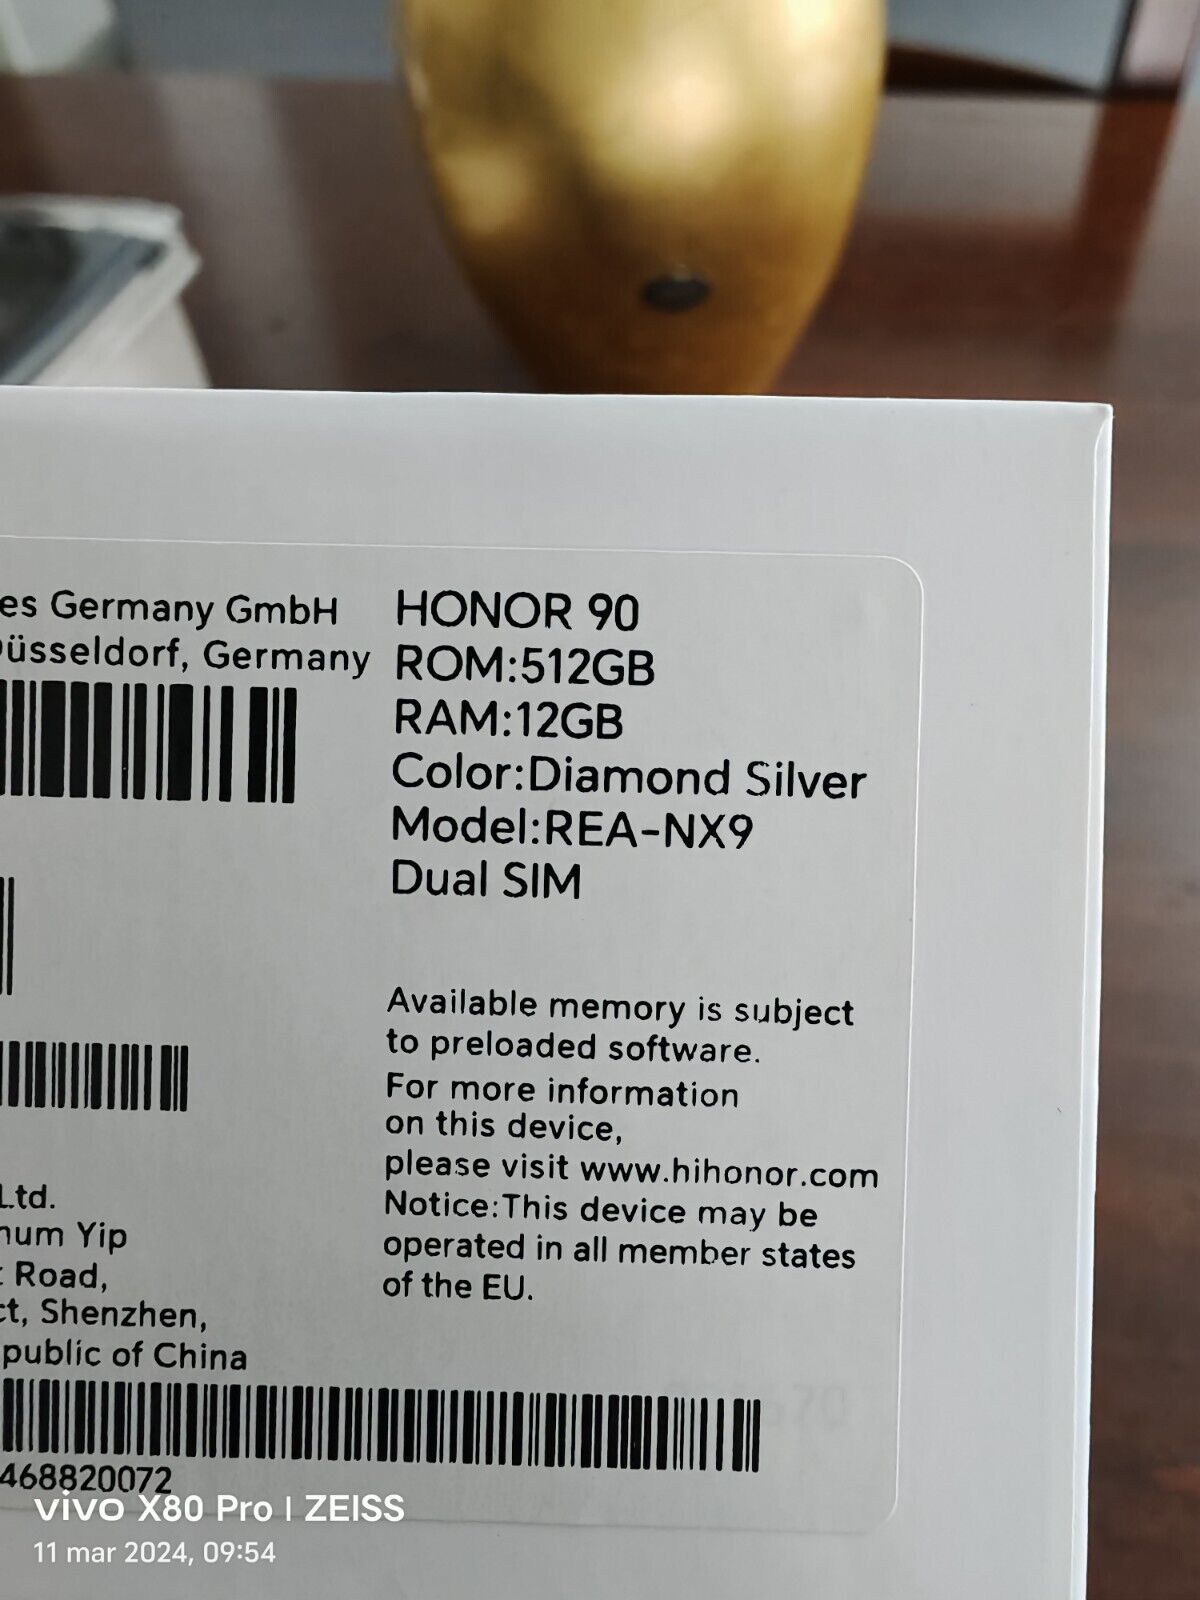 es Germany GmbH
Düsseldorf, Germany
HONOR 90
ROM:512GB
RAM:12GB
Color:Diamond Silver
Model:REA-NX9
Dual SIM
Available memory is subject
to preloaded software.
For more information
on this device,
please visit www.hihonor.com
Notice:This device may be
operated in all member states
of the EU.
Ltd.
num Yip
t Road,
ct, Shenzhen,
public of China
468820072
vivo X80 Pro | ZEISS
11 mar 2024, 09:54